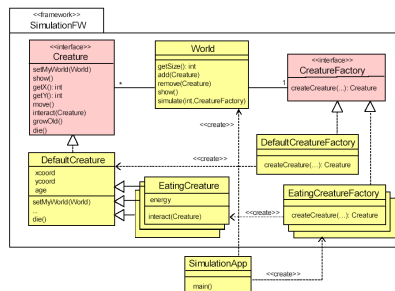 <<framework>>
SimulationFW
<<interface>>
Creature
setMyWorld(World)
show()
getX(): int
getY(): int
move()
interact(Creature)
growOld()
die()
*
World
getSize(): int
add(Creature)
remove(Creature)
show()
simulate(int,CreatureFactory)
1
<<interface>>
CreatureFactory
createCreature(...): Creature
<<create>>
DefaultCreatureFactory
createCreature(...): Creature
<<create>>
DefaultCreature
xcoord
ycoord
age
setMyWorld(World)
...
die()
EatingCreature
energy
interact(Creature)
<<create>>
EatingCreatureFactory
createCreature(...): Creature
SimulationApp
main()
<<create>>